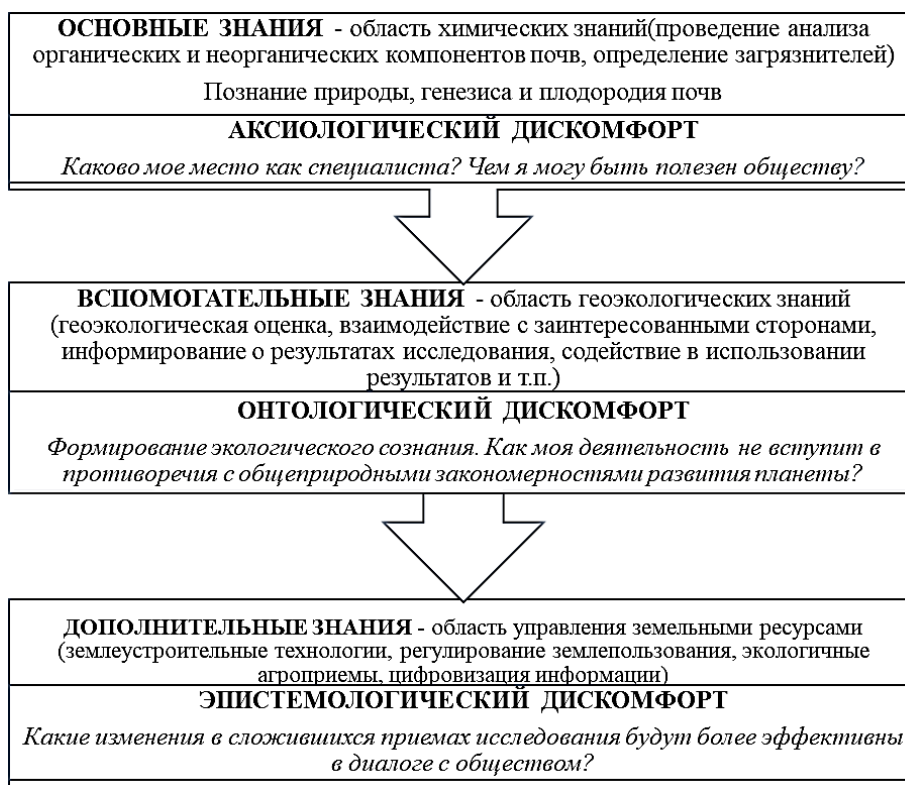 ОСНОВНЫЕ ЗНАНИЯ - область химических знаний(проведение анализа
органических и неорганических компонентов почв, определение загрязнителей)
Познание природы, генезиса и плодородия почв
АКСИОЛОГИЧЕСКИЙ ДИСКОМФОРТ
Каково мое место как специалиста? Чем я могу быть полезен обществу?
ВСПОМОГАТЕЛЬНЫЕ ЗНАНИЯ - область геоэкологических знаний
(геоэкологическая оценка, взаимодействие с заинтересованными сторонами,
информирование о результатах исследования, содействие в использовании
результатов и т.п.)
ОНТОЛОГИЧЕСКИЙ ДИСКОМФОРТ
Формирование экологического сознания. Как моя деятельность не вступит в
противоречия с общеприродными закономерностями развития планеты?
ДОПОЛНИТЕЛЬНЫЕ ЗНАНИЯ - область управления земельными ресурсами
(землеустроительные технологии, регулирование землепользования, экологичные
агроприемы, цифровизация информации)
ЭПИСТЕМОЛОГИЧЕСКИЙ ДИСКОМФОРТ
Какие изменения в сложившихся приемах исследования будут более эффективны
в диалоге с обществом?